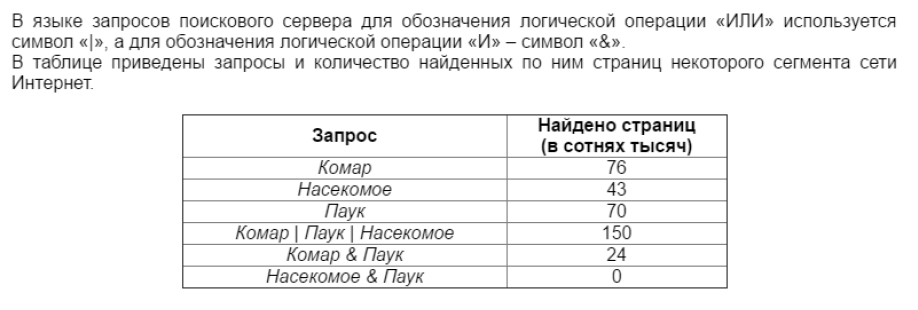 В языке запросов поискового сервера для обозначения логической операции «ИЛИ» используется
символ «|», а для обозначения логической операции «И» – символ «&».
В таблице приведены запросы и количество найденных по ним страниц некоторого сегмента сети
Интернет.
Запрос Найдено страниц
(в сотнях тысяч)
Комар 76
Насекомое 43
Паук 70
Комар | Паук | Насекомое 150
Комар & Паук 24
Насекомое & Паук 0